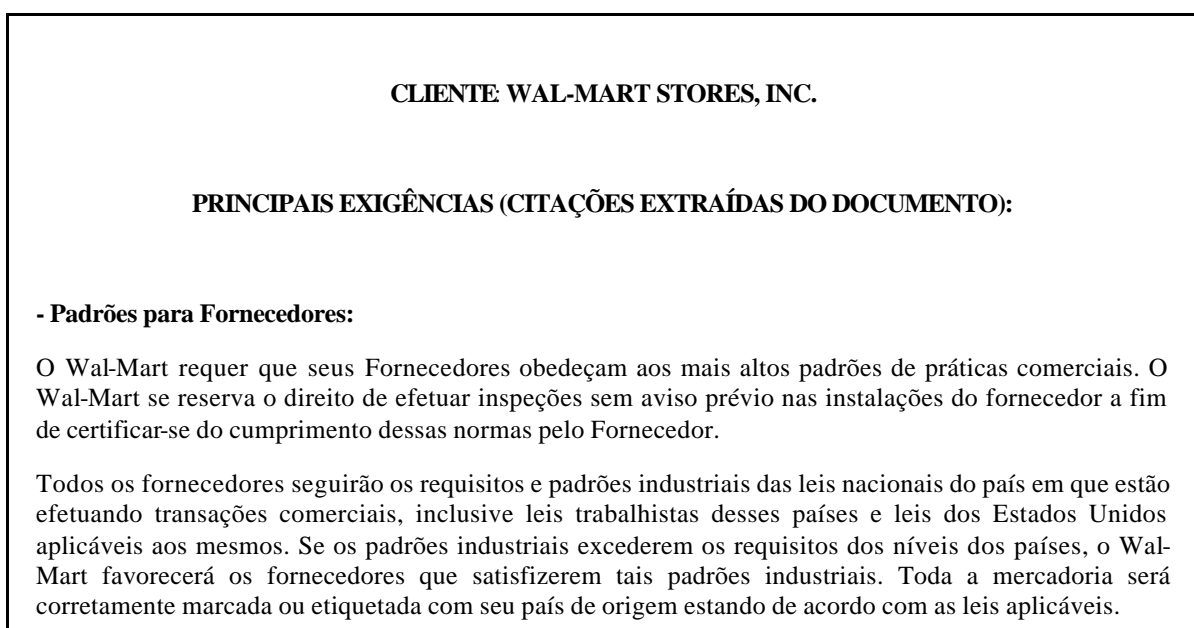 CLIENTE: WAL-MART STORES, INC.
PRINCIPAIS EXIGÊNCIAS (CITAÇÕES EXTRAÍDAS DO DOCUMENTO):
- Padrões para Fornecedores:
O Wal-Mart requer que seus Fornecedores obedeçam aos mais altos padrões de práticas comerciais. O
Wal-Mart se reserva o direito de efetuar inspeções sem aviso prévio nas instalações do fornecedor a fim
de certificar-se do cumprimento dessas normas pelo Fornecedor.
Todos os fornecedores seguirão os requisitos e padrões industriais das leis nacionais do país em que estão
efetuando transações comerciais, inclusive leis trabalhistas desses países e leis dos Estados Unidos
aplicáveis aos mesmos. Se os padrões industriais excederem os requisitos dos níveis dos países, o Wal-
Mart favorecerá os fornecedores que satisfizerem tais padrões industriais. Toda a mercadoria será
corretamente marcada ou etiquetada com seu país de origem estando de acordo com as leis aplicáveis.